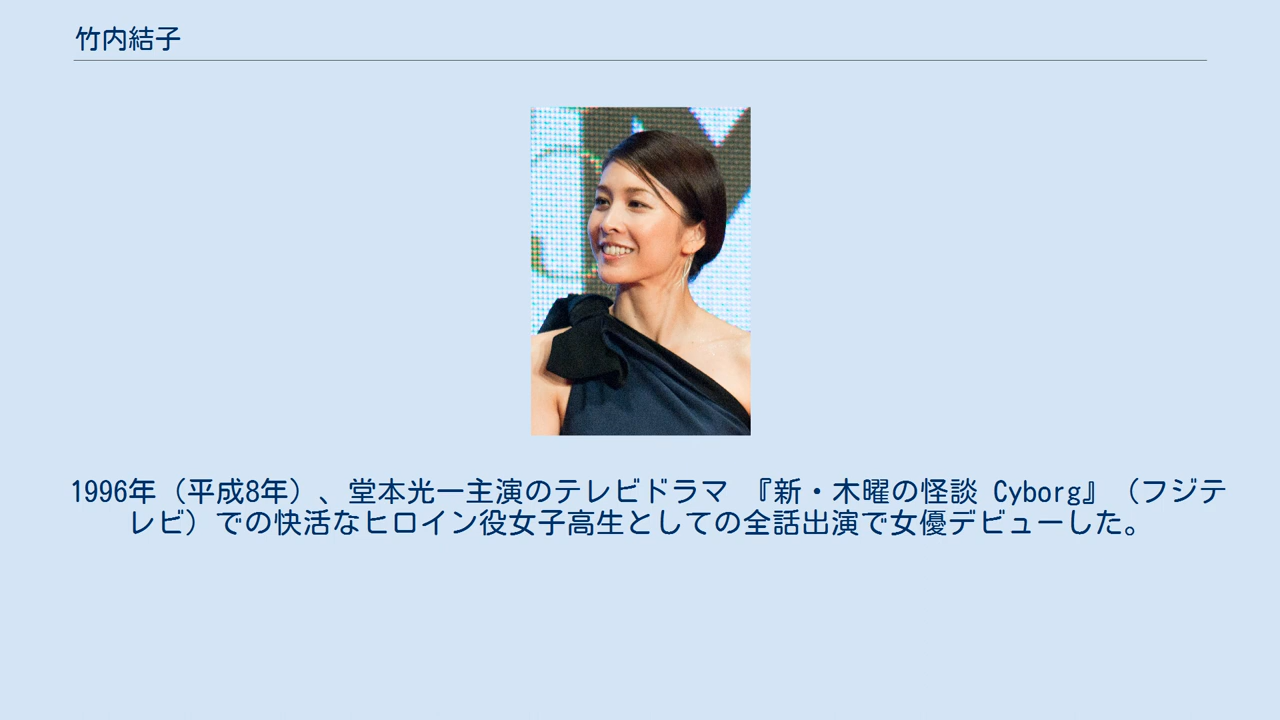 竹内結子
1996年（平成8年）、堂本光一主演のテレビドラマ 『新・木曜の怪談 Cyborg』（フジテ
レビ）での快活なヒロイン役女子高生としての全話出演で女優デビューした。